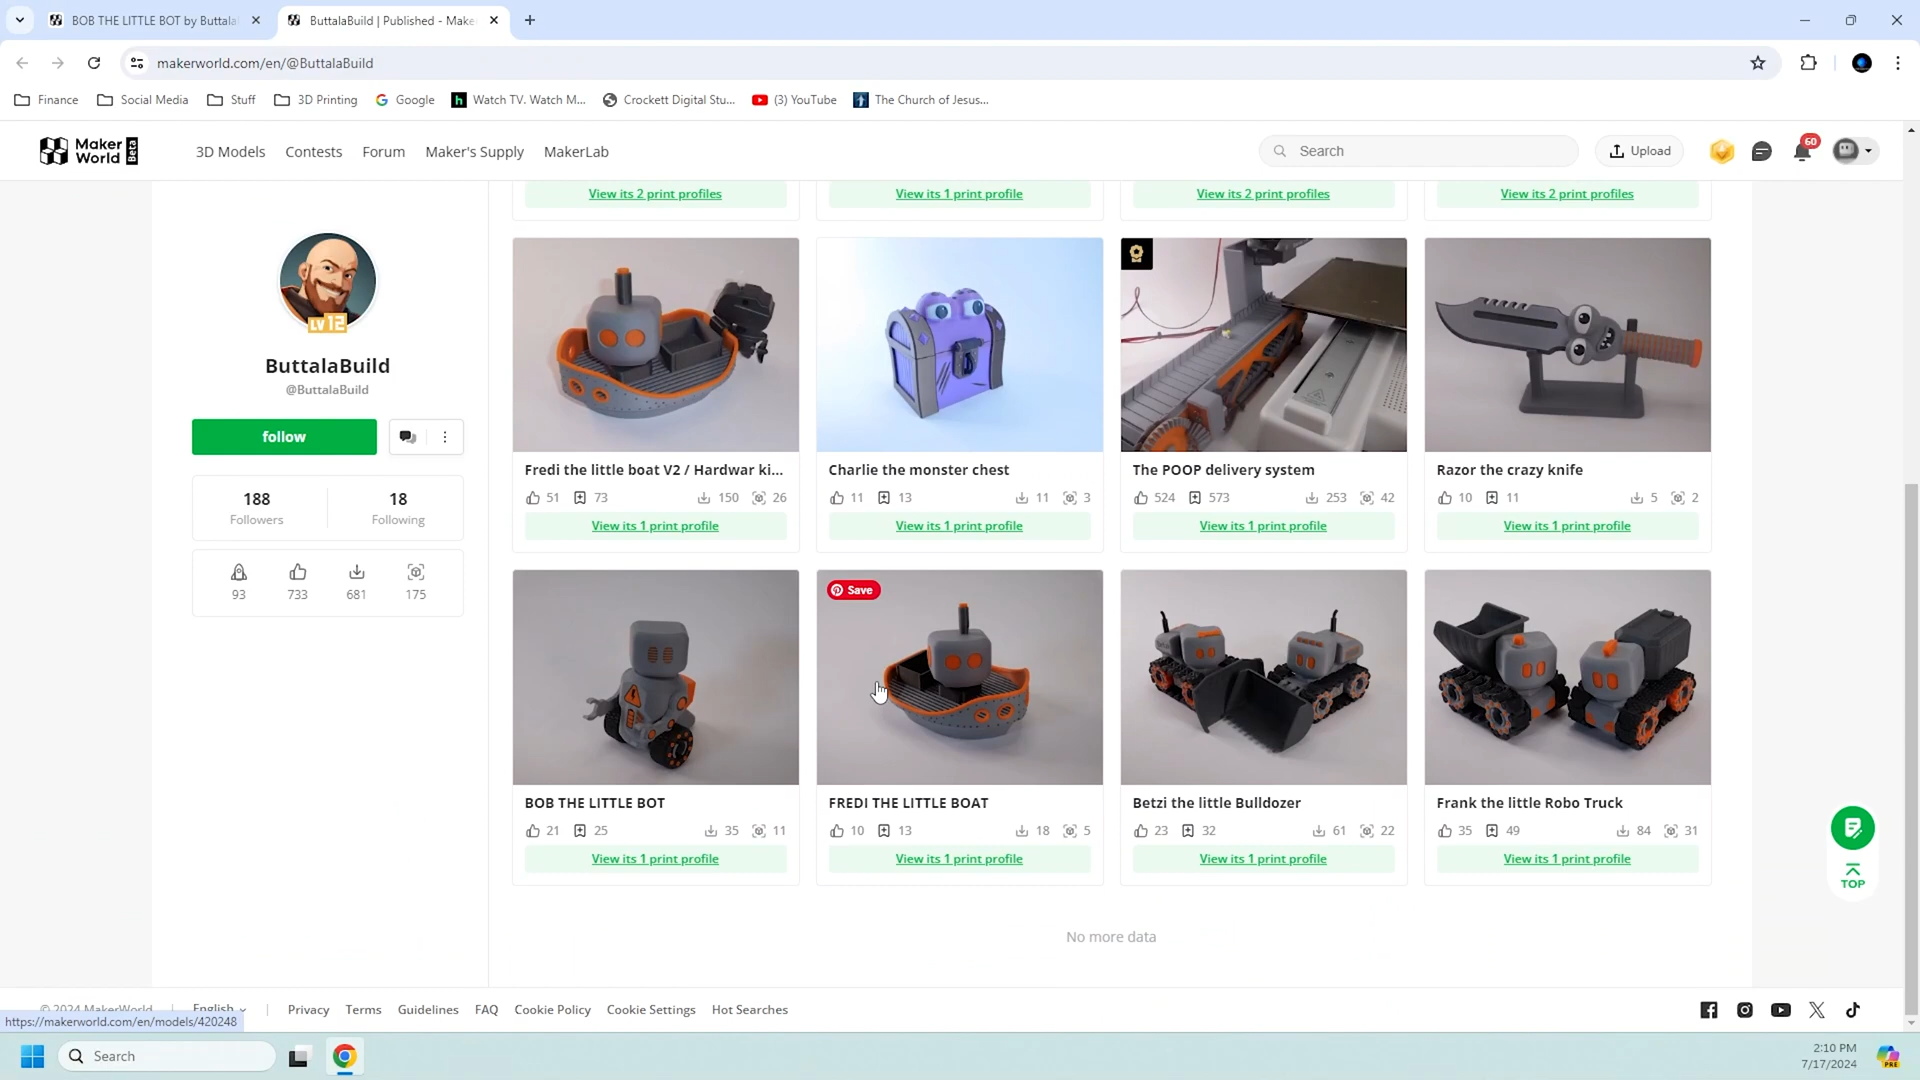 BOB THE LITTLE BOT by Buttala
ButtalaBuild | Published - Make
makerworld.com/en/@ButtalaBuild
Finance
Social Media
Stuff
3D Printing
Google
Watch TV. Watch M...
Crockett Digital Stu...
(3) YouTube
The Church of Jesus...
Maker World Beta
3D Models
Contests
Forum
Maker's Supply
MakerLab
Search
Upload
60
View its 2 print profiles
View its 1 print profile
View its 2 print profiles
View its 2 print profiles
LV 12
ButtalaBuild
@ButtalaBuild
follow
188
Followers
18
Following
93
733
681
175
Fredi the little boat V2 / Hardwar ki...
51 73 150 26
View its 1 print profile
Charlie the monster chest
11 13 11 3
View its 1 print profile
The POOP delivery system
524 573 253 42
View its 1 print profile
Razor the crazy knife
10 11 5 2
View its 1 print profile
Save
BOB THE LITTLE BOT
21 25 35 11
View its 1 print profile
FREDI THE LITTLE BOAT
10 13 18 5
View its 1 print profile
Betzi the little Bulldozer
23 32 61 22
View its 1 print profile
Frank the little Robo Truck
35 49 84 31
View its 1 print profile
TOP
No more data
© 2024 MakerWorld
English
Privacy
Terms
Guidelines
FAQ
Cookie Policy
Cookie Settings
Hot Searches
https://makerworld.com/en/models/420248
Search
2:10 PM
7/17/2024
PRE